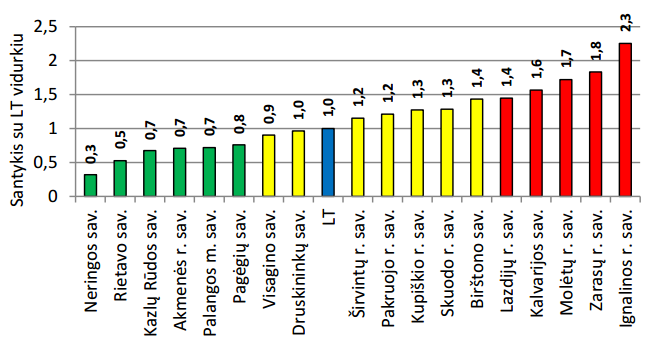 Santykis su LT vidurkiu
2,5
2
1,5
1
0,5
0
0,3
0,5
0,7
0,7
0,7
0,8
0,9
1,0
1,0
1,2
1,2
1,3
1,3
1,4
1,4
1,6
1,7
1,8
2,3
Neringos sav.
Rietavo sav.
Kazlų Rūdos sav.
Akmenės r. sav.
Palangos m. sav.
Pagėgių sav.
Visagino sav.
Druskininkų sav.
LT
Širvintų r. sav.
Pakruojo r. sav.
Kupiškio r. sav.
Skuodo r. sav.
Birštono sav.
Lazdijų r. sav.
Kalvarijos sav.
Molėtų r. sav.
Zarasų r. sav.
Ignalinos r. sav.